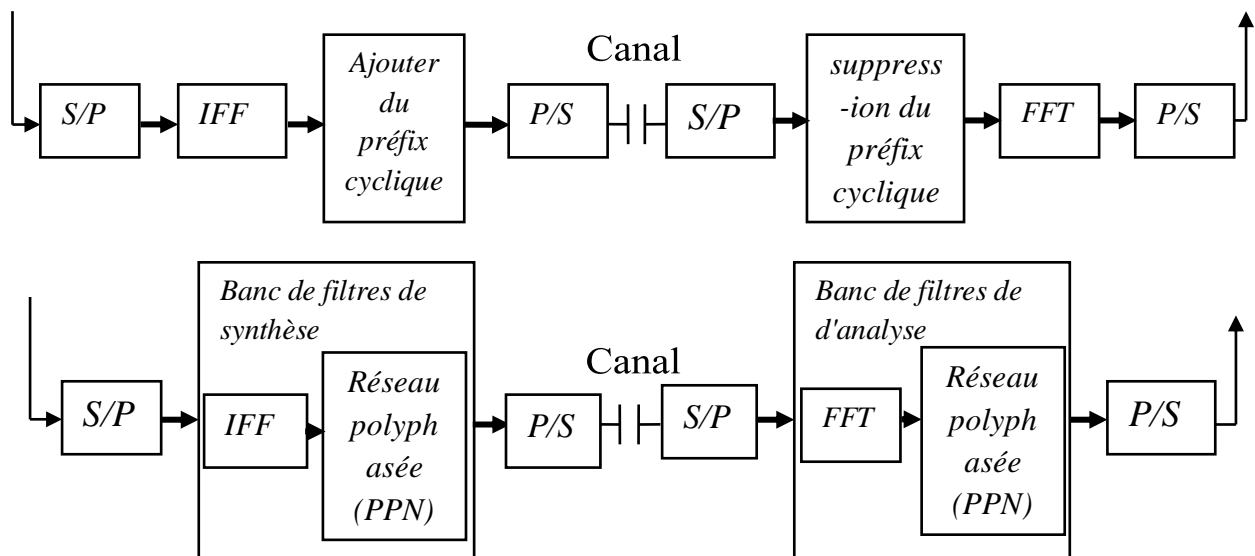 Canal
S/P
IFF
Ajouter
du
préfix
cyclique
P/S
S/P
suppress
-ion du
préfix
cyclique
FFT
P/S
Banc de filtres de
synthèse
S/P
IFF
Réseau
polyph
asée
(PPN)
P/S
Canal
S/P
Banc de filtres de
d'analyse
FFT
Réseau
polyph
asée
(PPN)
P/S